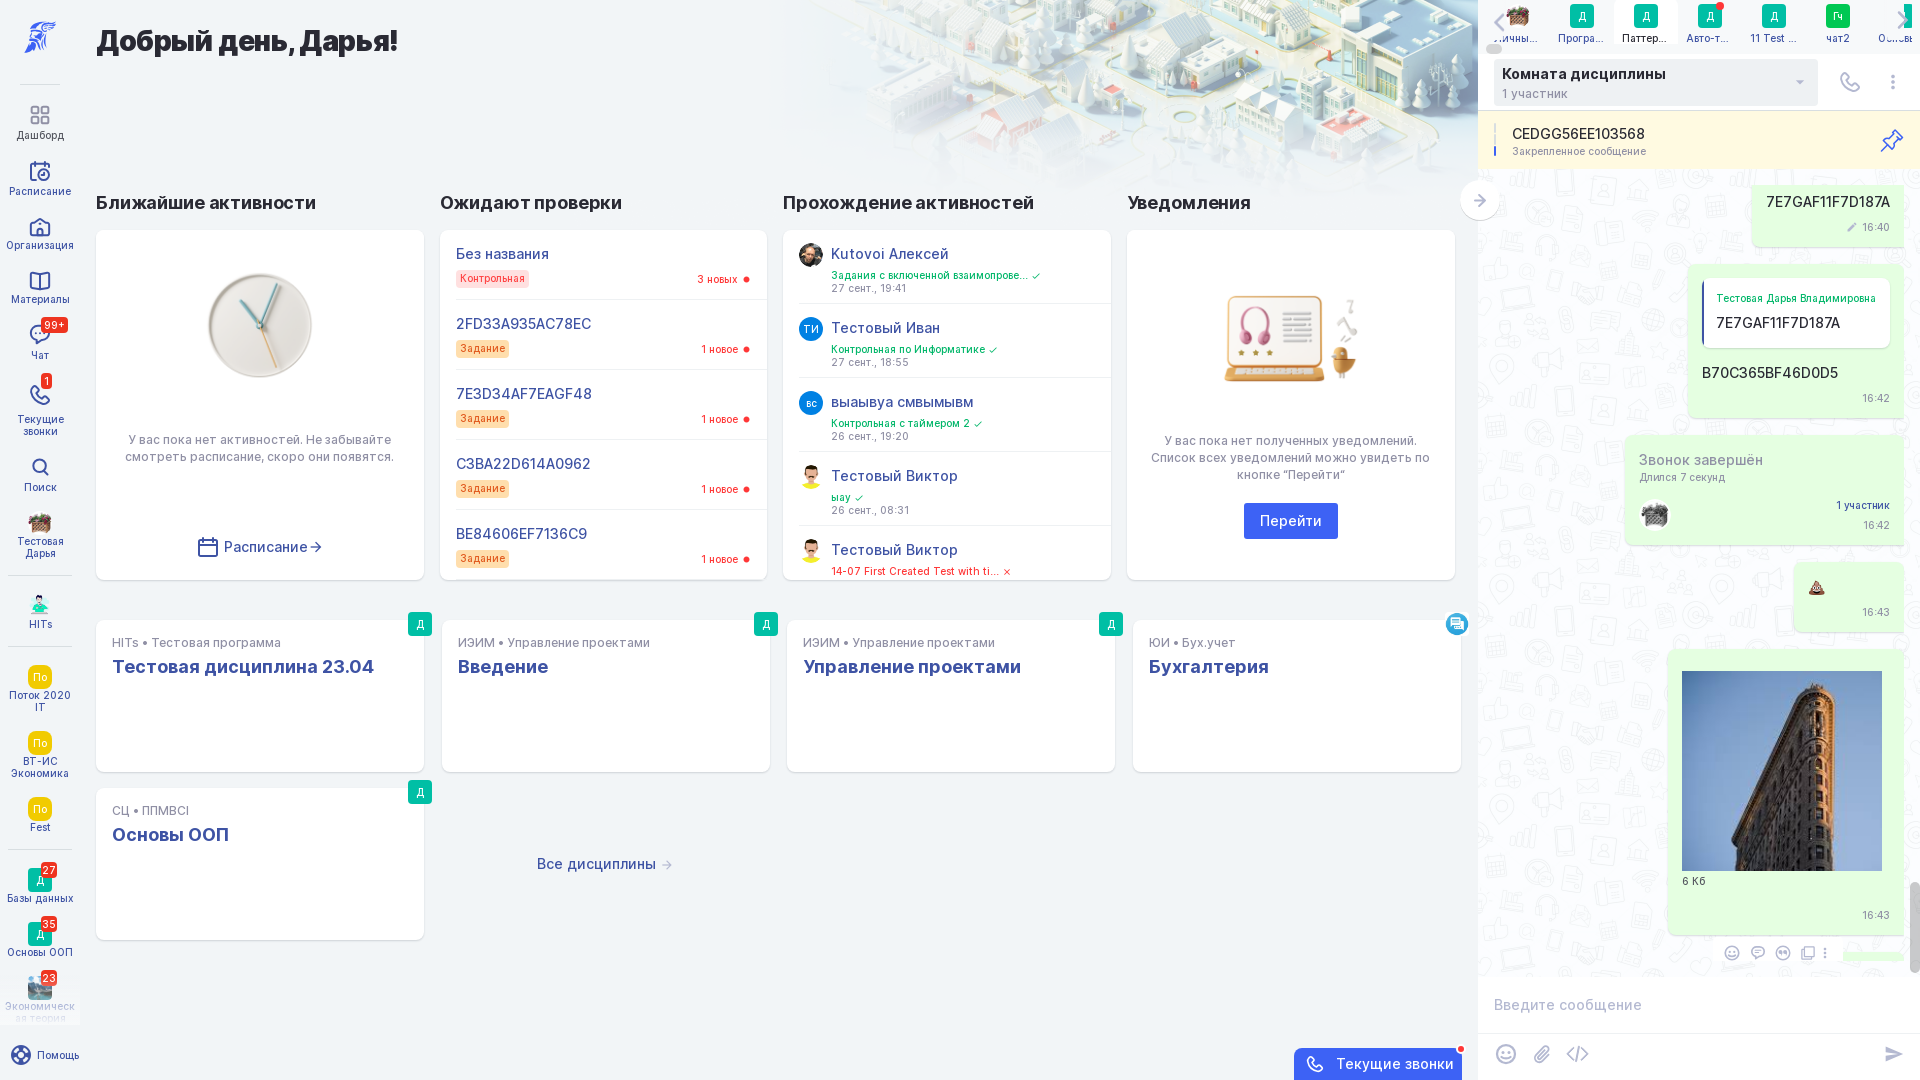 Дашборд
Расписание
Организация
Материалы
99+
Чат
1
Текущие
звонки
Поиск
Тестовая
Дарья
HITs
По
Поток 2020
IT
По
ВТ-ИС
Экономика
По
Fest
27
Д
Базы данных
35
Д
Основы ООП
23
Экономическ
ая теория
Помощь
Добрый день, Дарья!
Ближайшие активности
У вас пока нет активностей. Не забывайте
смотреть расписание, скоро они появятся.
Расписание
Ожидают проверки
Без названия
Контрольная
3 новых
2FD33A935AC78EC
Задание
1 новое
7E3D34AF7EAGF48
Задание
1 новое
C3BA22D614A0962
Задание
1 новое
BE84606EF7136C9
Задание
1 новое
Прохождение активностей
Kutovoi Алексей
Задания с включенной взаимопрове...
27 сент., 19:41
ТИ
Тестовый Иван
Контрольная по Информатике
27 сент., 18:55
вс
выаывуа смвымывм
Контрольная с таймером 2
26 сент., 19:20
Тестовый Виктор
ыау
26 сент., 08:31
Тестовый Виктор
14-07 First Created Test with ti...
Уведомления
У вас пока нет полученных уведомлений.
Список всех уведомлений можно увидеть по
кнопке “Перейти“
Перейти
Д
HITs • Тестовая программа
Тестовая дисциплина 23.04
Д
ИЭИМ • Управление проектами
Введение
Д
ИЭИМ • Управление проектами
Управление проектами
ЮИ • Бух.учет
Бухгалтерия
Д
СЦ • ППМВСІ
Основы ООП
Все дисциплины
Текущие звонки
Личны...
Д
Програ...
Д
Паттер...
Д
Авто-т...
Д
11 Test ...
Гч
чат2
Основы
Комната дисциплины
1 участник
CEDGG56EE103568
Закрепленное сообщение
7E7GAF11F7D187A
16:40
Тестовая Дарья Владимировна
7E7GAF11F7D187A
B70C365BF46D0D5
16:42
Звонок завершён
Длился 7 секунд
1 участник
16:42
16:43
6 Кб
16:43
Введите сообщение